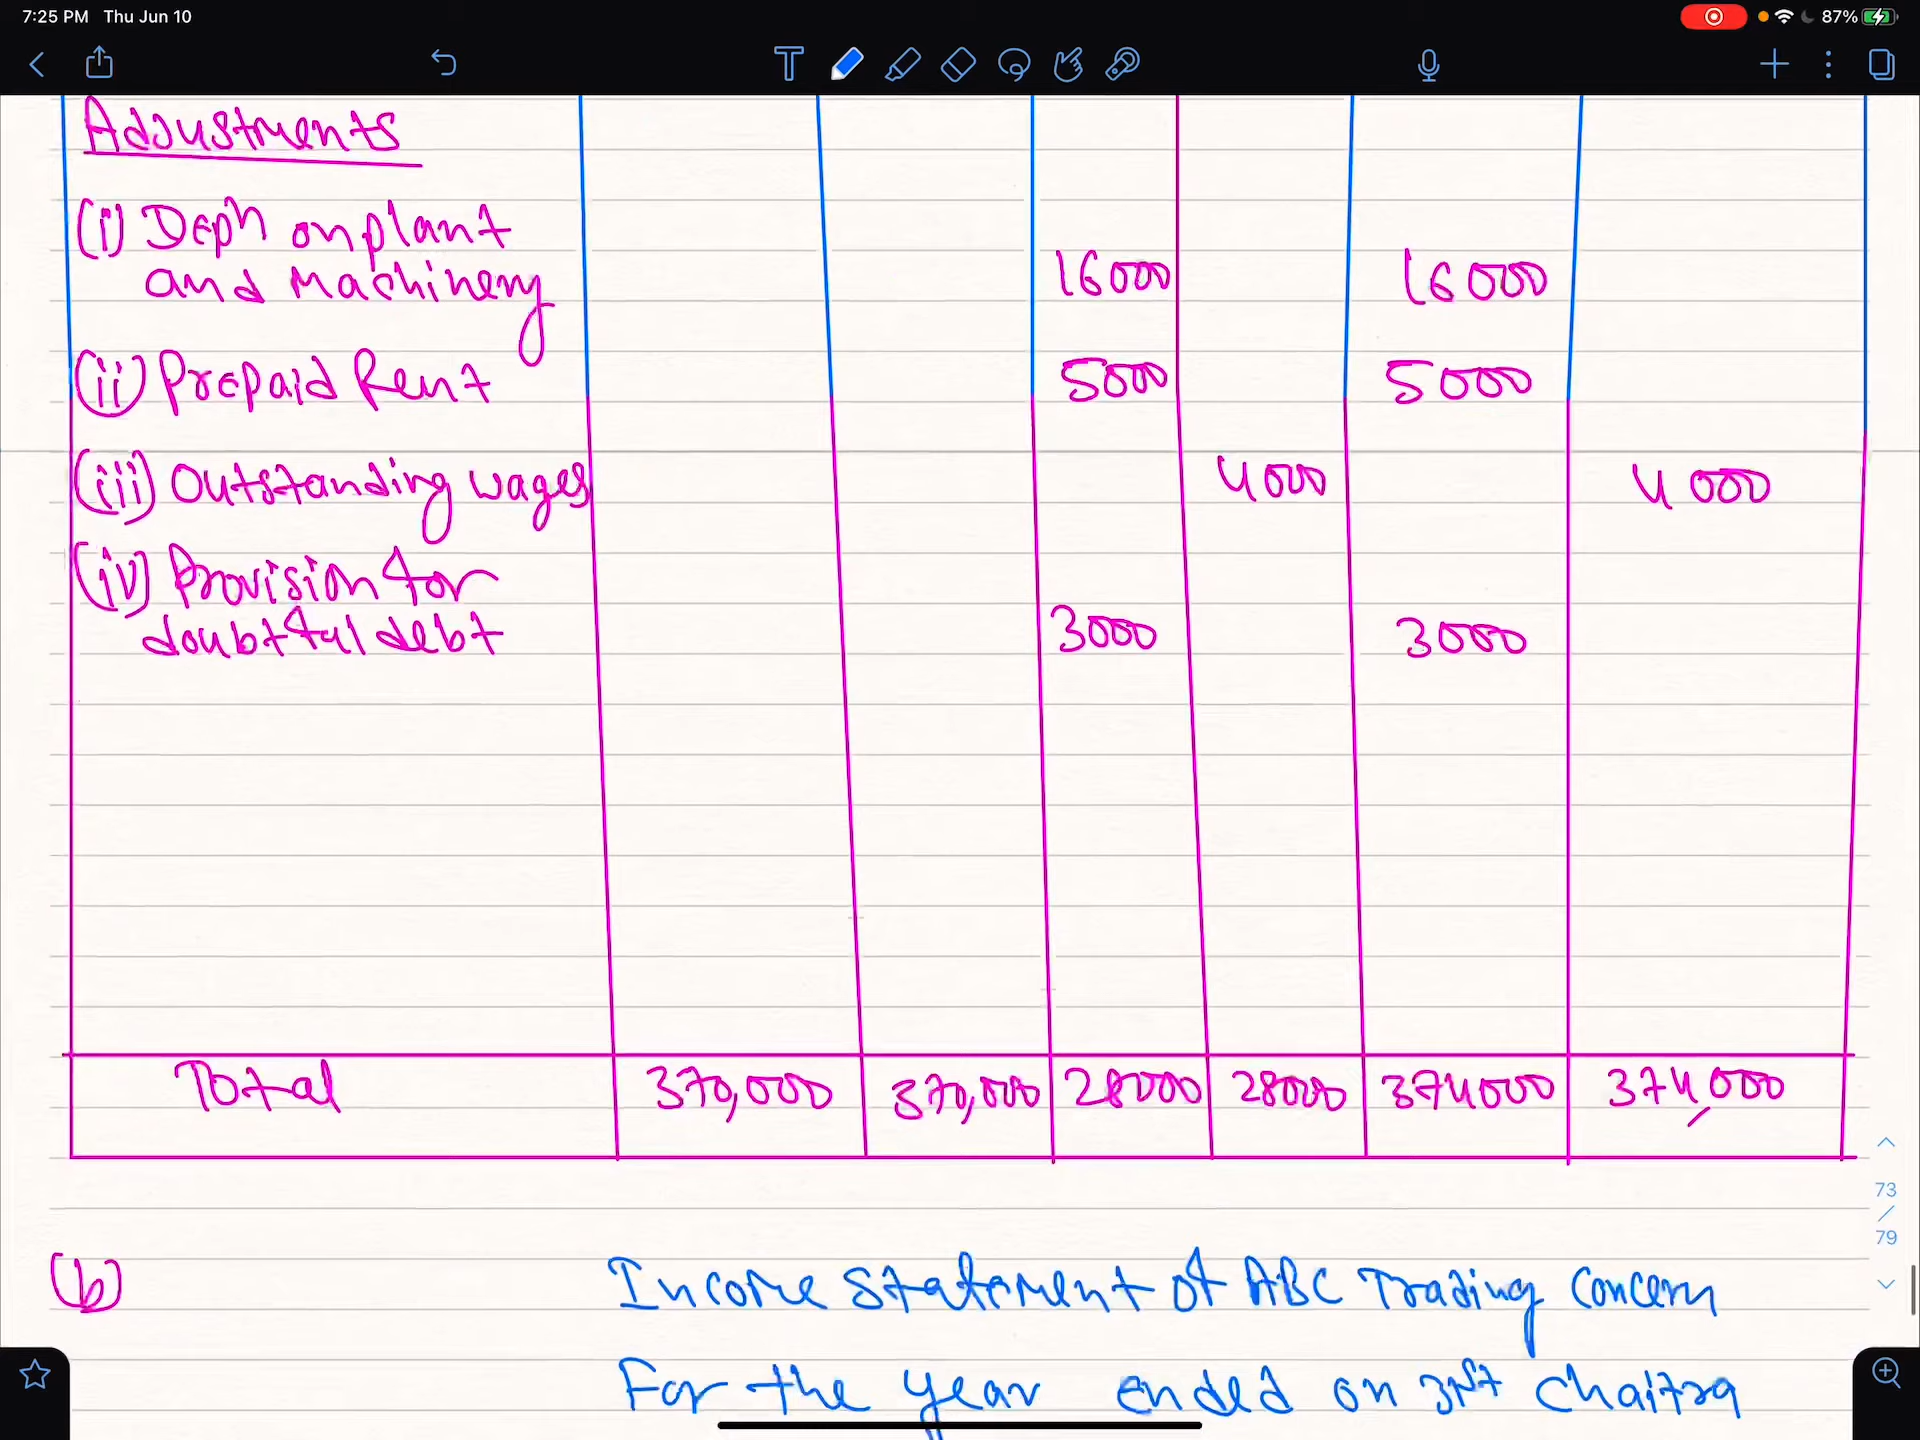 7:25 PM Thu Jun 10
87%
Adjustments
(i) Deph on plant
and Machinery 16000 16000
(ii) Prepaid Rent 5000 5000
(iii) Outstanding wages 4000 4000
(iv) Provision for
doubtful debt 3000 3000
Total 370,000 370,000 28000 28000 374000 374,000
73
/
79
(b) Income Statement of ABC Trading Concern
For the year ended on 31st Chaitra